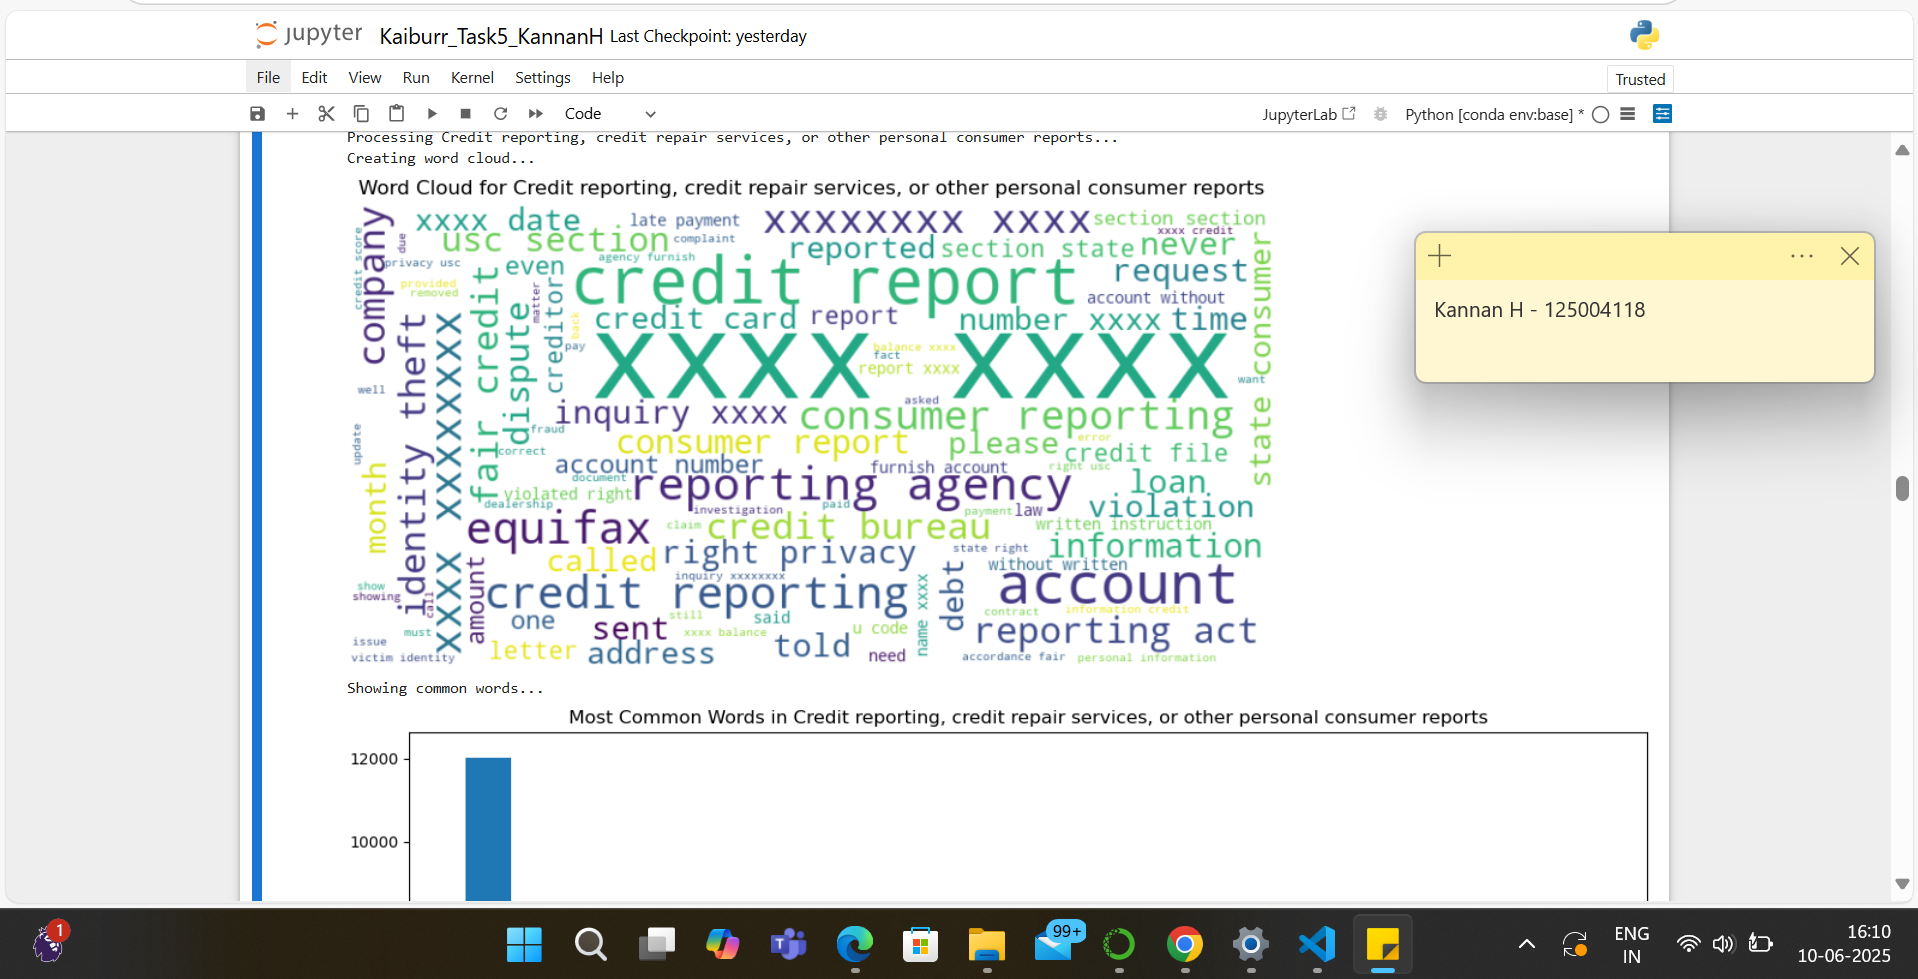 jupyter Kaiburr_Task5_KannanH Last Checkpoint: yesterday
File Edit View Run Kernel Settings Help
Trusted
Code
JupyterLab
Python [conda env:base] *
Processing Credit reporting, credit repair services, or other personal consumer reports...
Creating word cloud...
Word Cloud for Credit reporting, credit repair services, or other personal consumer reports
company
credit score
due
xxxx date
late payment
xxxxxxxx xxxx
section section
xxxx credit
usc section
complaint
reported
section state
never
privacy usc
even
agency furnish
credit report
request
consumer
provided
removed
matter
creditor
back
credit card
report
account without
number xxxx
time
identity theft
xxxx xxxxxxxx
fair credit
dispute
pay
xxxx xxxx
balance xxxx
fact
report xxxx
want
well
asked
inquiry xxxx
consumer reporting
state
update
fraud
correct
consumer report
please
error
credit file
month
account number
document
furnish account
right usc
violated right
dealership
reporting agency
loan
investigation
paid
payment
law
violation
equifax
claim
credit bureau
written instruction
called
right privacy
state right
information
without written
show
showing
call
amount
inquiry xxxxxxxx
credit reporting
name xxxx
debt
account
contract
information credit
one
still
said
must
sent
xxxx balance
u code
reporting act
issue
letter
address
told
need
victim identity
accordance fair
personal information
Showing common words...
Most Common Words in Credit reporting, credit repair services, or other personal consumer reports
12000
10000
Kannan H - 125004118
1
99+
ENG
IN
16:10
10-06-2025